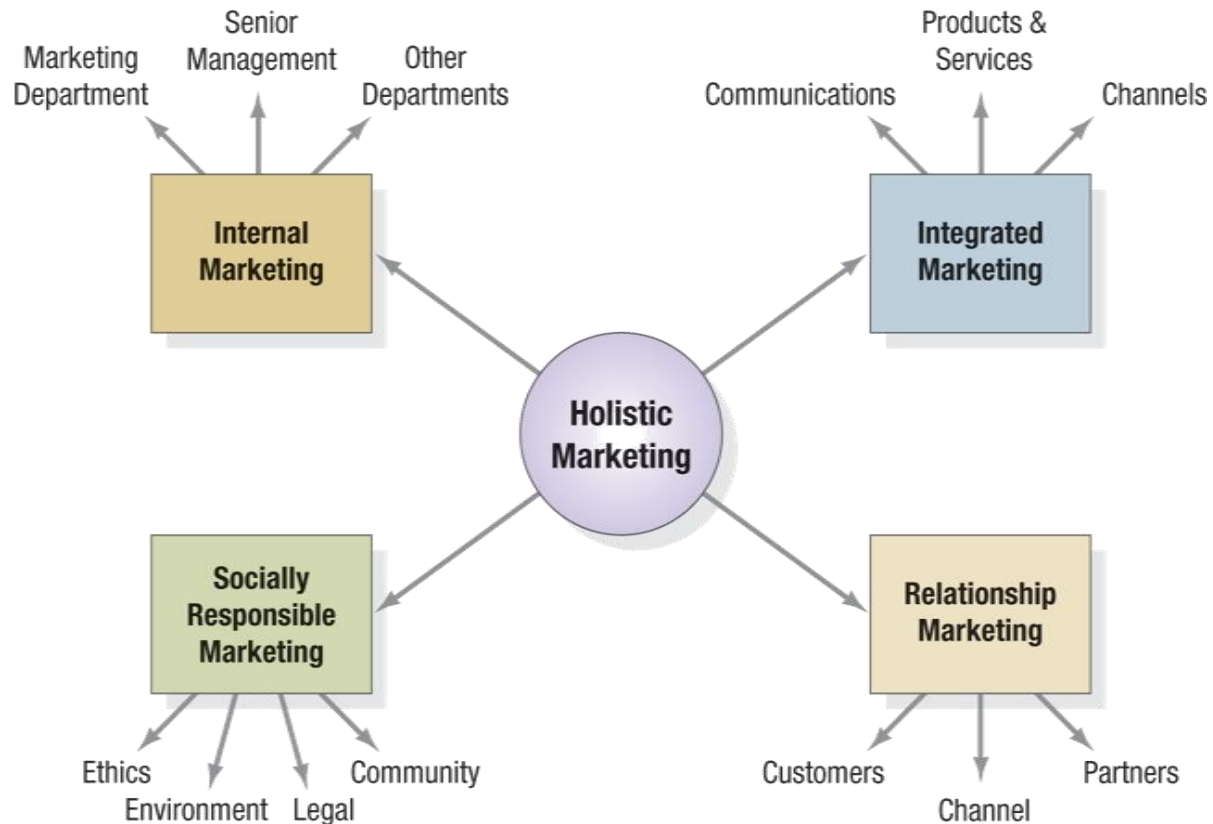 Senior
Management
Marketing
Department
Other
Departments
Internal
Marketing
Products &
Services
Communications
Channels
Integrated
Marketing
Holistic
Marketing
Socially
Responsible
Marketing
Ethics
Environment
Legal
Community
Relationship
Marketing
Customers
Channel
Partners